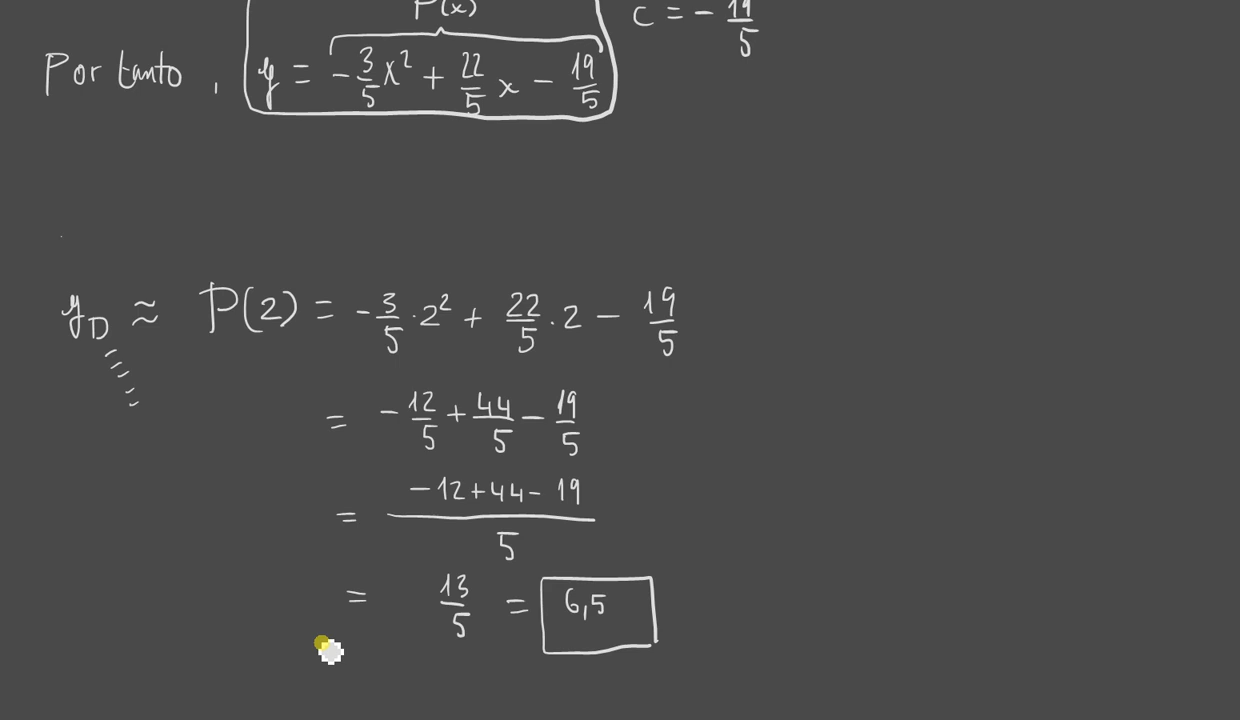 P(x)
c = - 19/5
Por tanto, y = -3/5 x² + 22/5 x - 19/5
y_D ≈ P(2) = -3/5 · 2² + 22/5 · 2 - 19/5
= -12/5 + 44/5 - 19/5
= (-12+44-19)/5
= 13/5 = 6,5